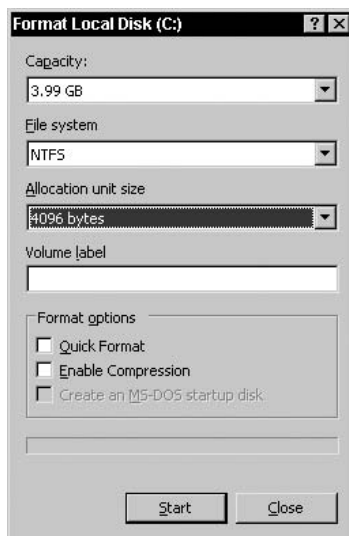 Format Local Disk (C:)
Capacity:
3.99 GB
File system
NTFS
Allocation unit size
4096 bytes
Volume label
Format options
Quick Format
Enable Compression
Create an MS-DOS startup disk
Start
Close